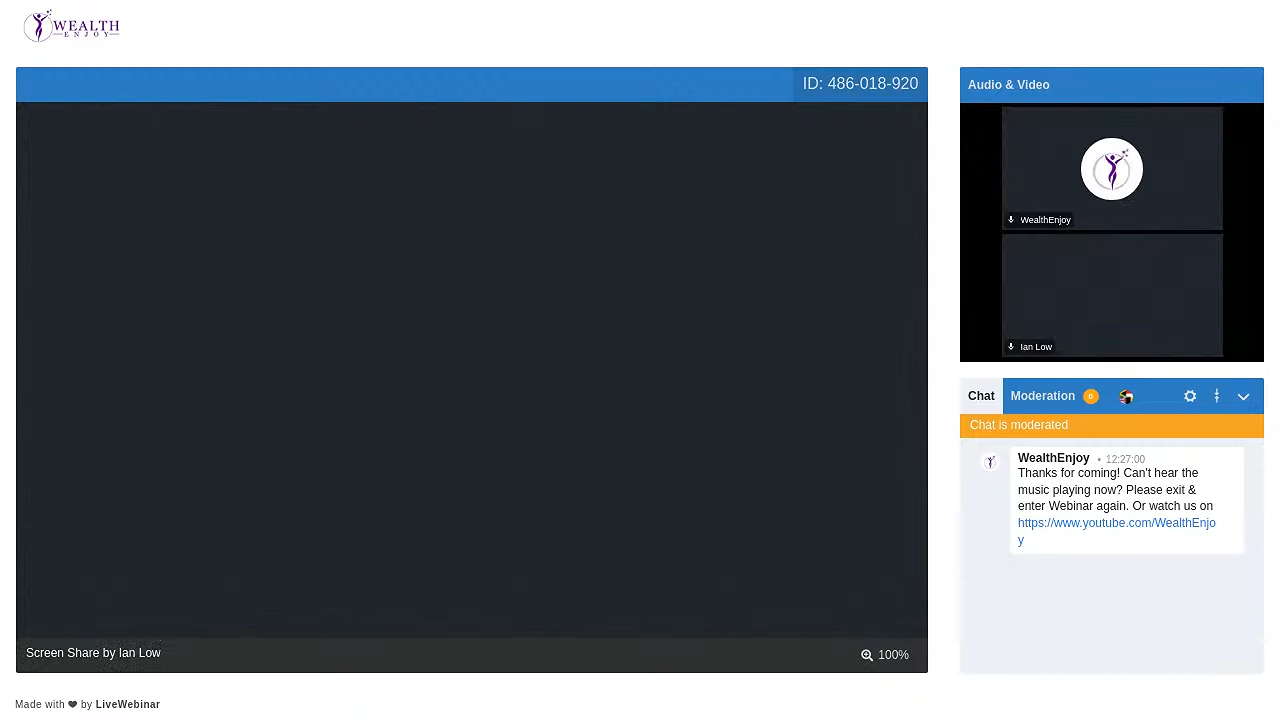 WEALTH
ENJOY
ID: 486-018-920
Audio & Video
WealthEnjoy
Ian Low
Chat Moderation 0
Chat is moderated
WealthEnjoy • 12:27:00
Thanks for coming! Can't hear the
music playing now? Please exit &
enter Webinar again. Or watch us on
https://www.youtube.com/WealthEnjo
y
Screen Share by Ian Low
100%
Made with ❤ by LiveWebinar